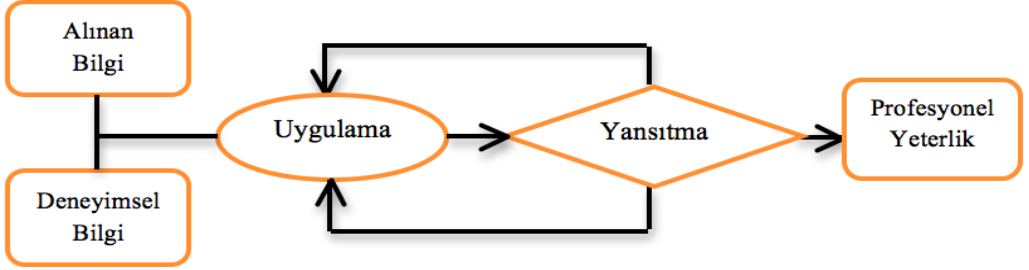 Alınan
Bilgi
Deneyimsel
Bilgi
Uygulama
Yansıtma
Profesyonel
Yeterlik